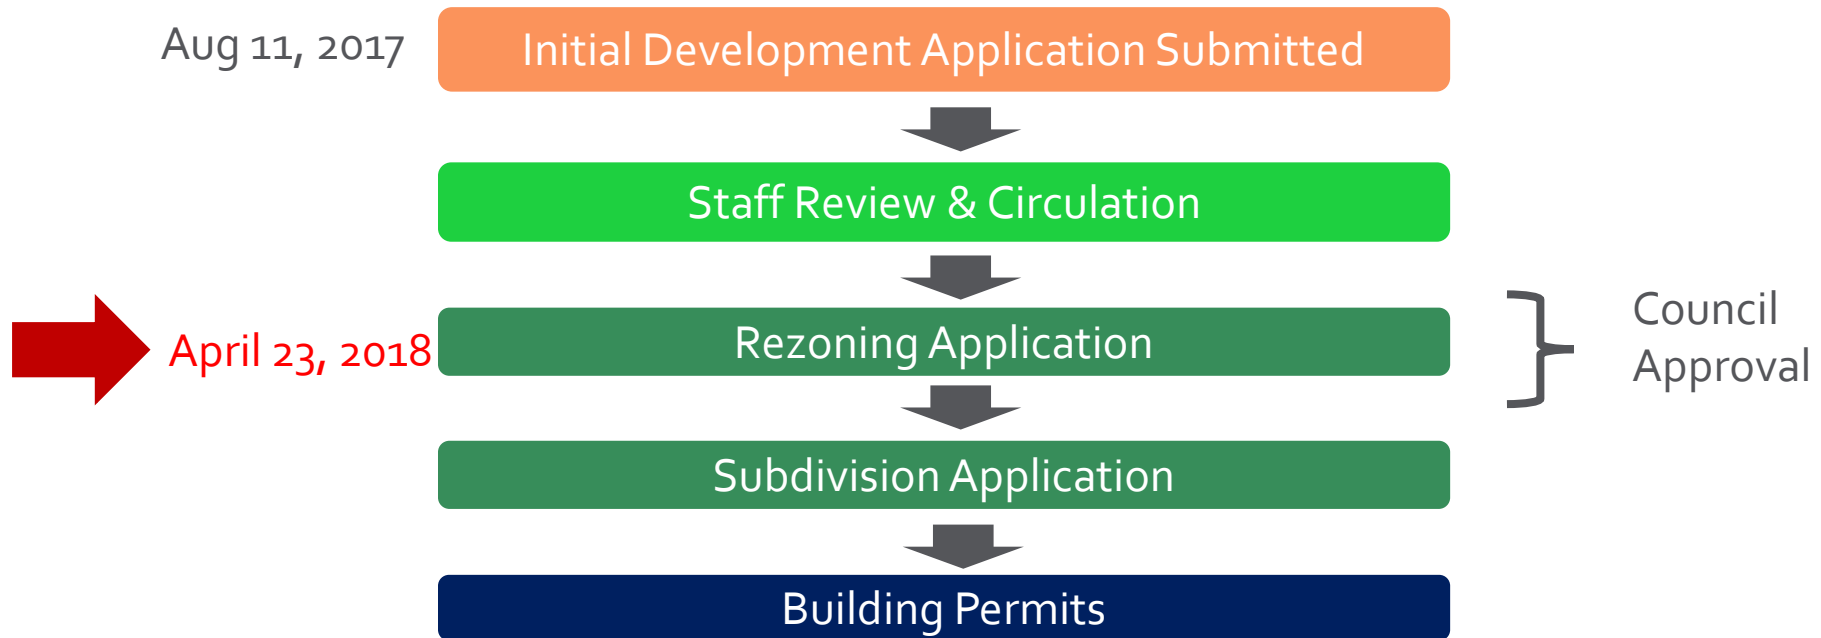 Aug 11, 2017
Initial Development Application Submitted
Staff Review & Circulation
April 23, 2018
Rezoning Application
Council
Approval
Subdivision Application
Building Permits